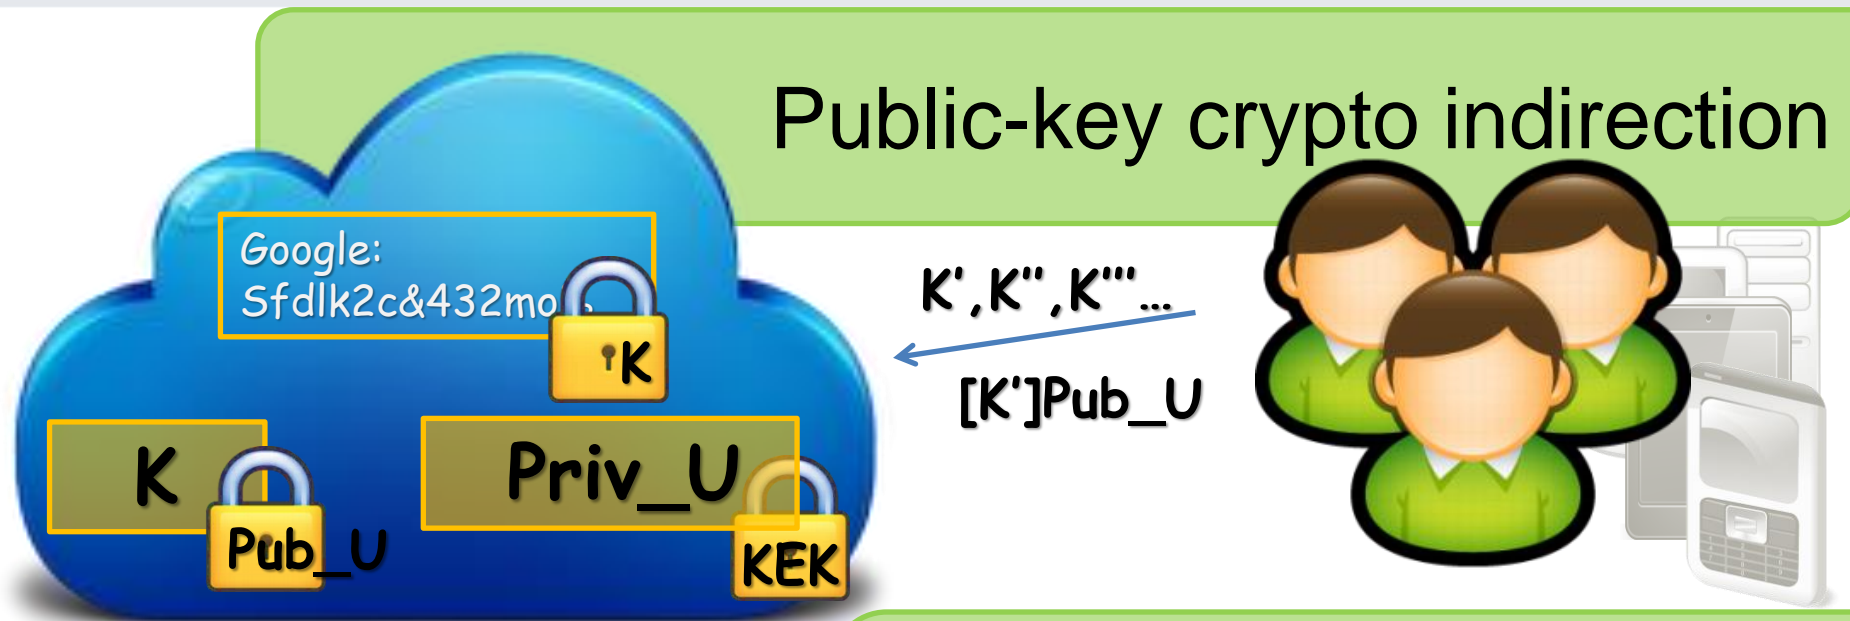 Public-key crypto indirection
Google:
Sfdlk2c&432mo
K
K',K'',K'''...
[K']Pub_U
K
Pub_U
Priv_U
KEK